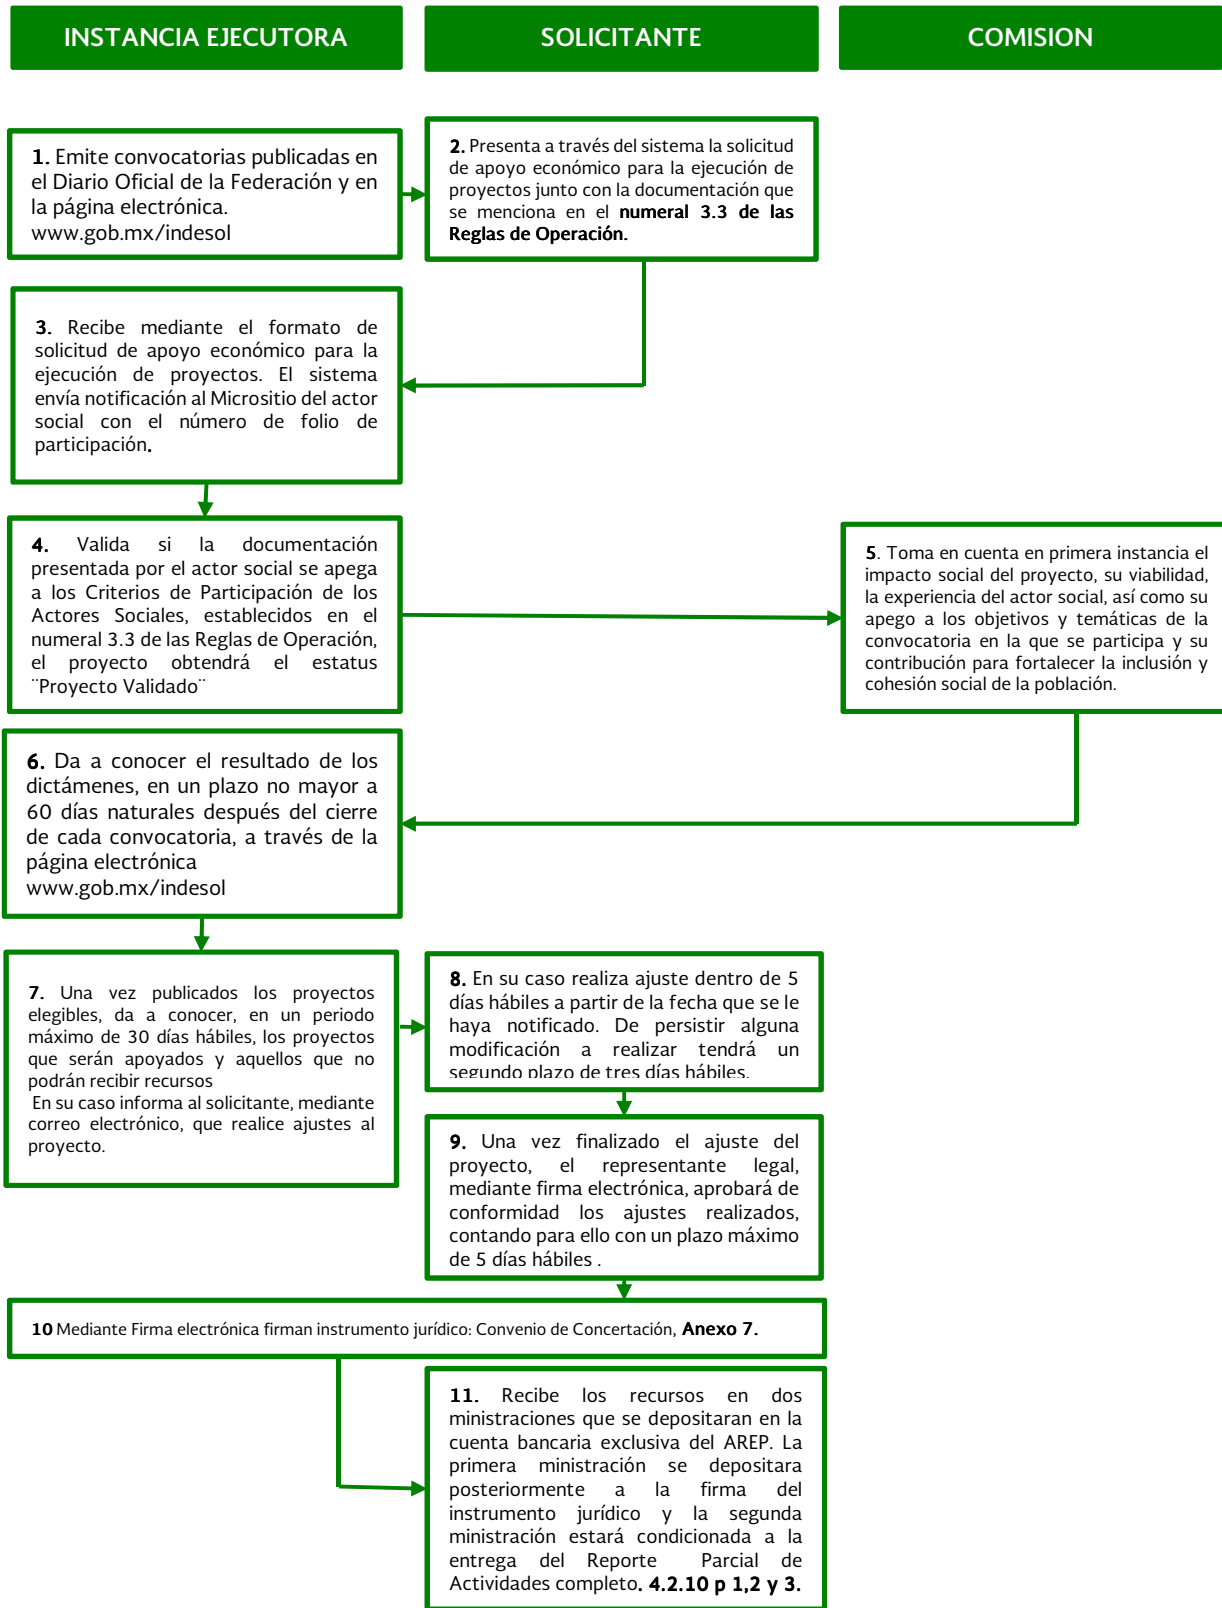 INSTANCIA EJECUTORA
SOLICITANTE
COMISION
1. Emite convocatorias publicadas en
el Diario Oficial de la Federación y en
la página electrónica.
www.gob.mx/indesol
2. Presenta a través del sistema la solicitud
de apoyo económico para la ejecución de
proyectos junto con la documentación que
se menciona en el numeral 3.3 de las
Reglas de Operación.
3. Recibe mediante el formato de
solicitud de apoyo económico para la
ejecución de proyectos. El sistema
envía notificación al Micrositio del actor
social con el número de folio de
participación.
4. Valida si la documentación
presentada por el actor social se apega
a los Criterios de Participación de los
Actores Sociales, establecidos en el
numeral 3.3 de las Reglas de Operación,
el proyecto obtendrá el estatus
¨Proyecto Validado¨
5. Toma en cuenta en primera instancia el
impacto social del proyecto, su viabilidad,
la experiencia del actor social, así como su
apego a los objetivos y temáticas de la
convocatoria en la que se participa y su
contribución para fortalecer la inclusión y
cohesión social de la población.
6. Da a conocer el resultado de los
dictámenes, en un plazo no mayor a
60 días naturales después del cierre
de cada convocatoria, a través de la
página electrónica
www.gob.mx/indesol
7. Una vez publicados los proyectos
elegibles, da a conocer, en un periodo
máximo de 30 días hábiles, los proyectos
que serán apoyados y aquellos que no
podrán recibir recursos
En su caso informa al solicitante, mediante
correo electrónico, que realice ajustes al
proyecto.
8. En su caso realiza ajuste dentro de 5
días hábiles a partir de la fecha que se le
haya notificado. De persistir alguna
modificación a realizar tendrá un
segundo plazo de tres días hábiles.
9. Una vez finalizado el ajuste del
proyecto, el representante legal,
mediante firma electrónica, aprobará de
conformidad los ajustes realizados,
contando para ello con un plazo máximo
de 5 días hábiles .
10 Mediante Firma electrónica firman instrumento jurídico: Convenio de Concertación, Anexo 7.
11. Recibe los recursos en dos
ministraciones que se depositaran en la
cuenta bancaria exclusiva del AREP. La
primera ministración se depositara
posteriormente a la firma del
instrumento jurídico y la segunda
ministración estará condicionada a la
entrega del Reporte Parcial de
Actividades completo. 4.2.10 p 1,2 y 3.